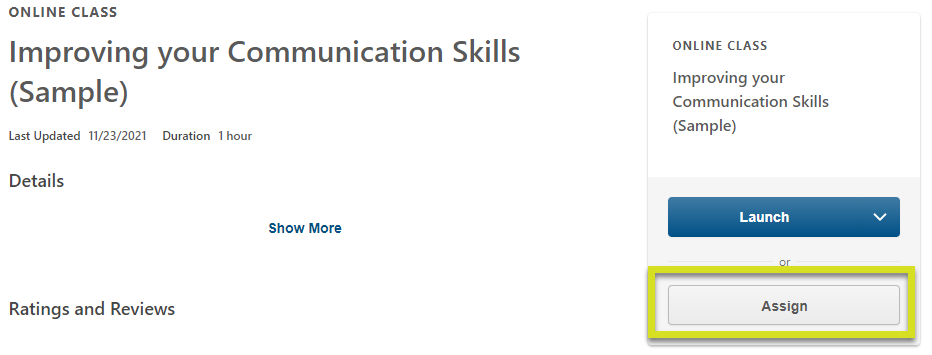 ONLINE CLASS
Improving your Communication Skills
(Sample)
Last Updated 11/23/2021 Duration 1 hour
Details
Show More
Ratings and Reviews
ONLINE CLASS
Improving your
Communication Skills
(Sample)
Launch
or
Assign